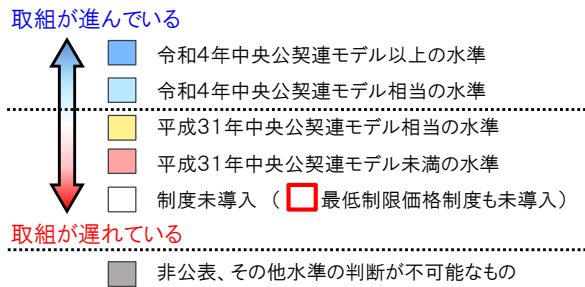 取組が進んでいる
令和4年中央公契連モデル以上の水準
令和4年中央公契連モデル相当の水準
平成31年中央公契連モデル相当の水準
平成31年中央公契連モデル未満の水準
制度未導入 ( 最低制限価格制度も未導入)
取組が遅れている
非公表、その他水準の判断が不可能なもの